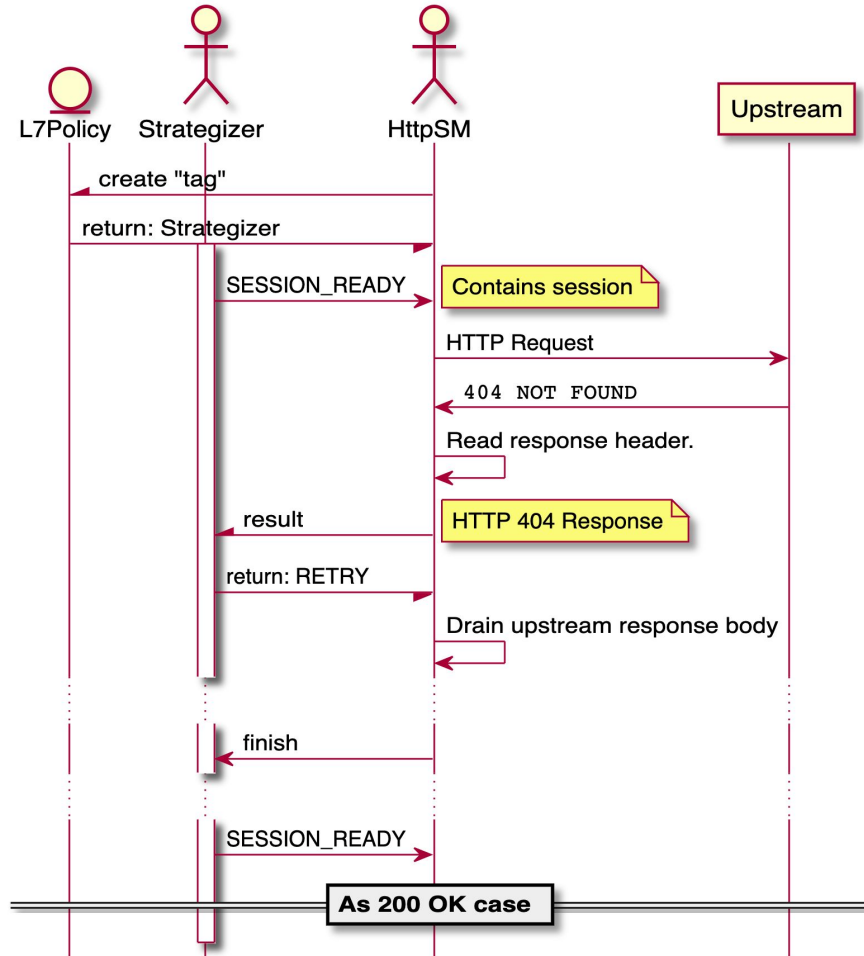 L7Policy Strategizer HttpSM Upstream
create "tag"
return: Strategizer
SESSION_READY Contains session
HTTP Request
404 NOT FOUND
Read response header.
result HTTP 404 Response
return: RETRY
Drain upstream response body
finish
SESSION_READY
As 200 OK case